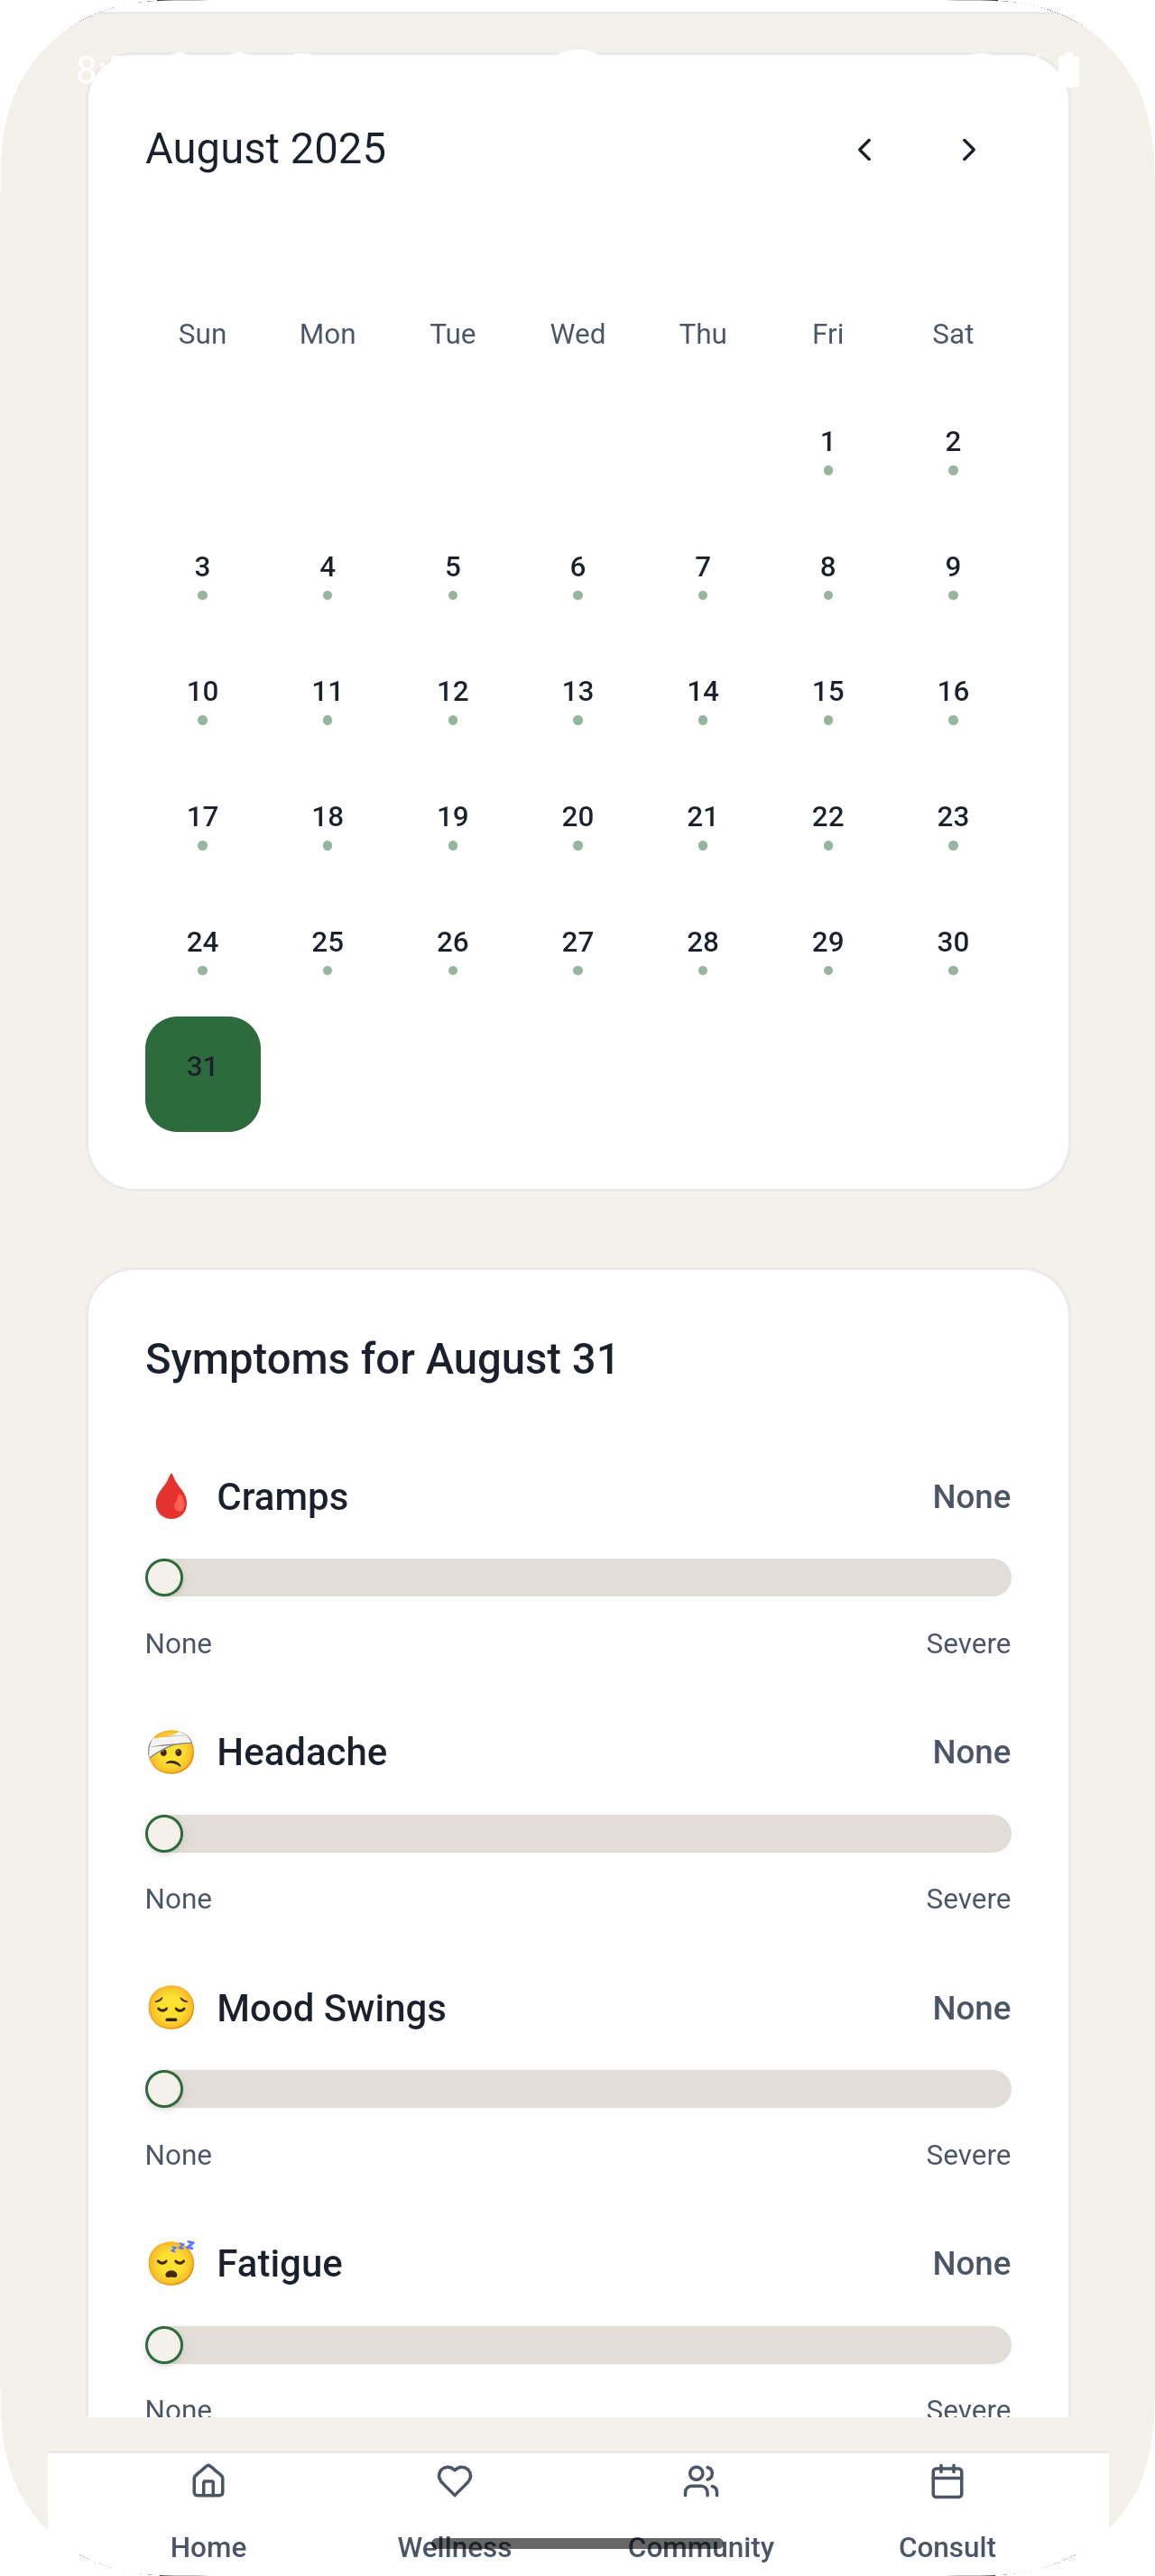 August 2025
Sun Mon Tue Wed Thu Fri Sat
1 2
3 4 5 6 7 8 9
10 11 12 13 14 15 16
17 18 19 20 21 22 23
24 25 26 27 28 29 30
31
Symptoms for August 31
Cramps None
None Severe
Headache None
None Severe
Mood Swings None
None Severe
Fatigue None
None Severe
Home Wellness Community Consult